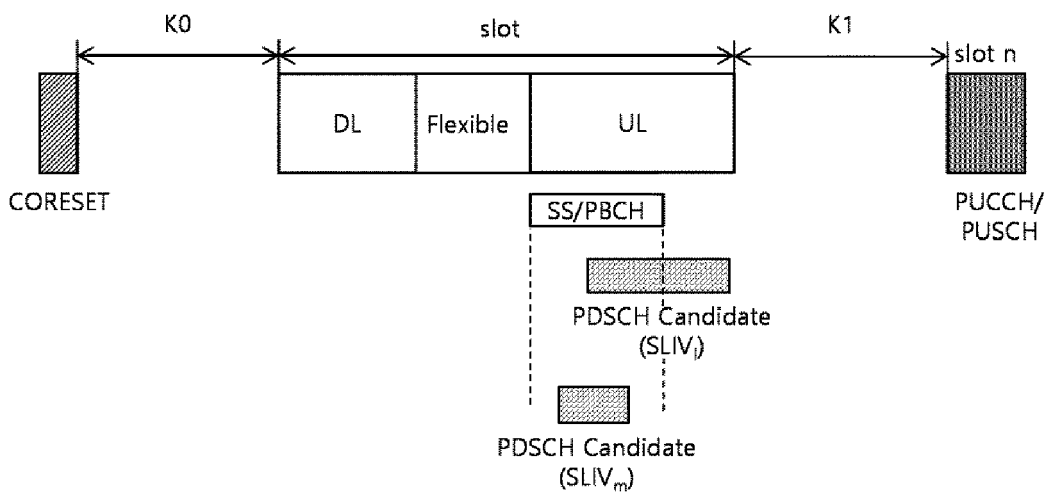 K0
slot
K1
slot n
DL
Flexible
UL
CORESET
SS/PBCH
PUCCH/
PUSCH
PDSCH Candidate
(SLIVⱼ)
PDSCH Candidate
(SLIVₘ)